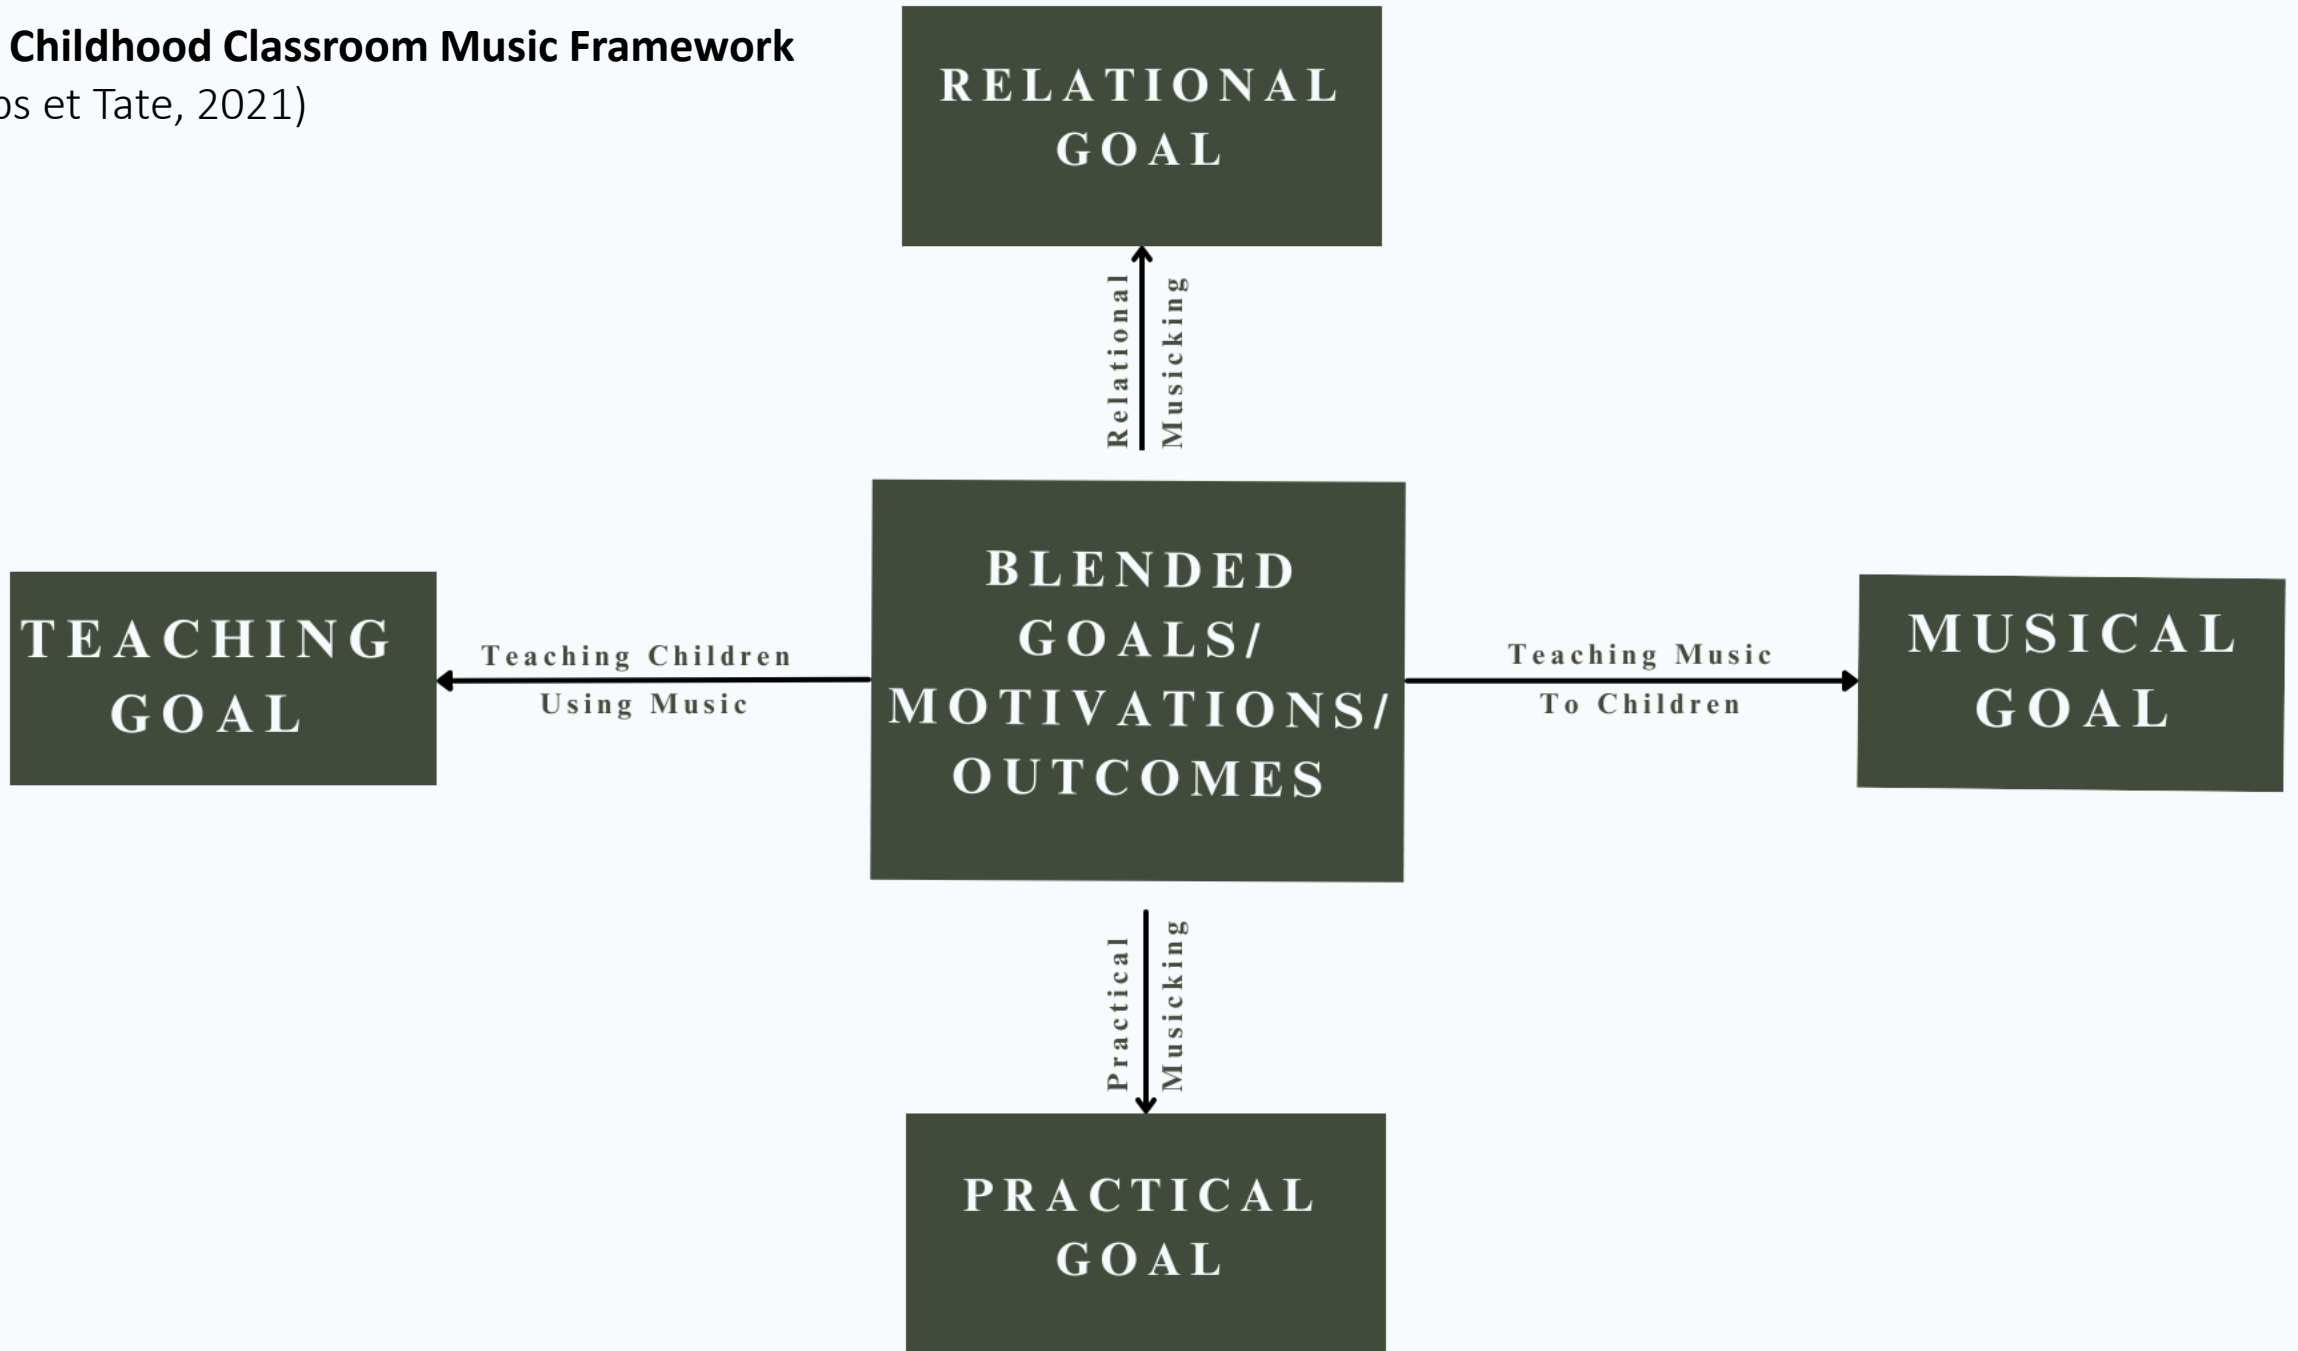 Childhood Classroom Music Framework
et Tate, 2021)
RELATIONAL
GOAL
Relational
Musicking
BLENDED
GOALS/
MOTIVATIONS/
OUTCOMES
TEACHING
GOAL
Teaching Children
Using Music
Teaching Music
To Children
MUSICAL
GOAL
Practical
Musicking
PRACTICAL
GOAL